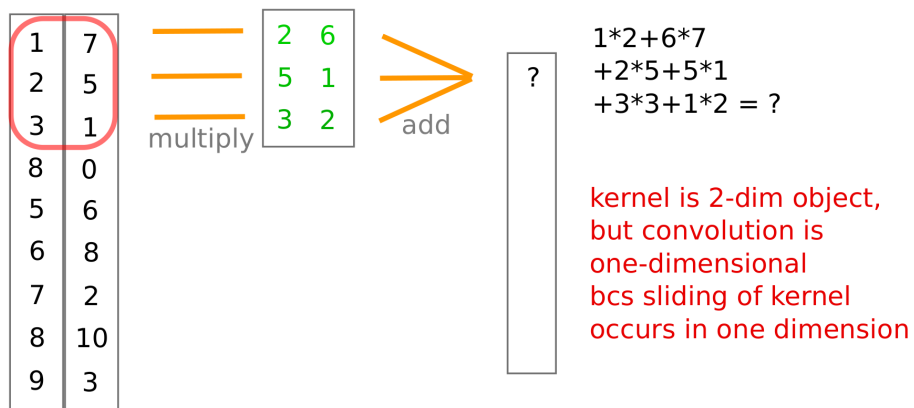 1 7
2 5
3 1
8 0
5 6
6 8
7 2
8 10
9 3
multiply
2 6
5 1
3 2
add
?
1*2+6*7
+2*5+5*1
+3*3+1*2 = ?
kernel is 2-dim object,
but convolution is
one-dimensional
bcs sliding of kernel
occurs in one dimension